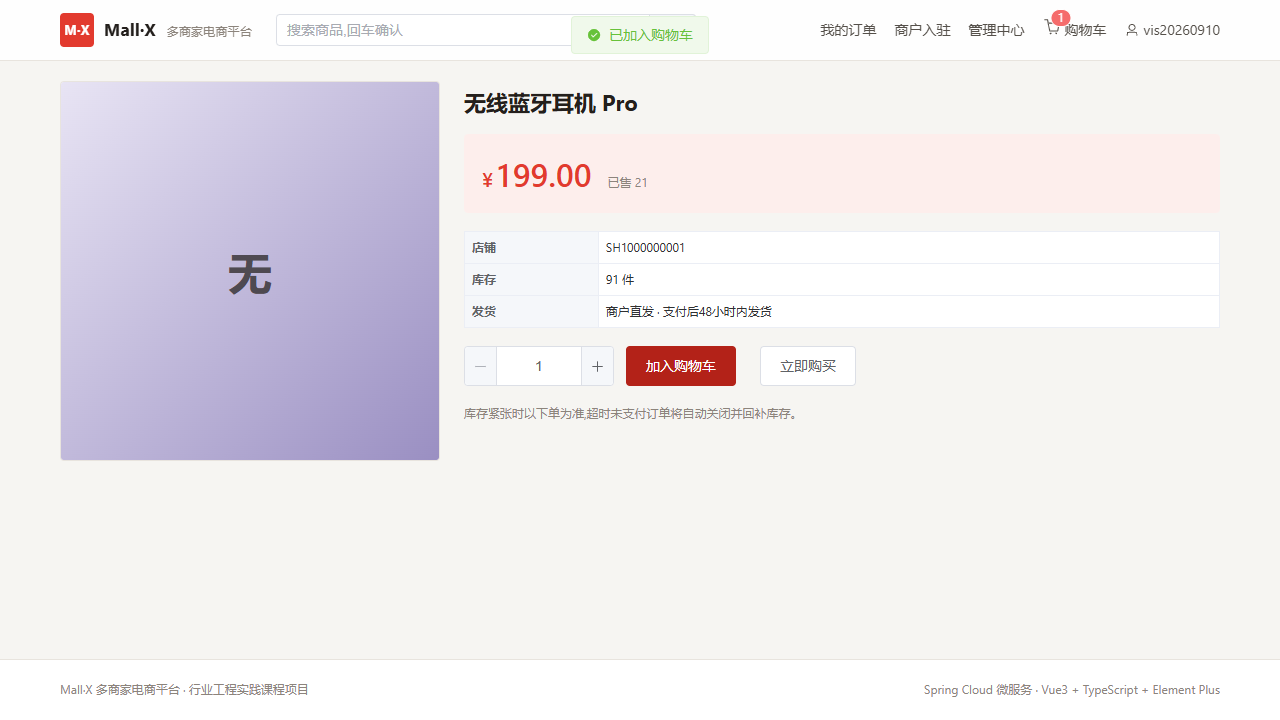 M·X Mall·X 多商家电商平台 搜索商品,回车确认 已加入购物车 我的订单 商户入驻 管理中心 1 购物车 vis20260910
无
无线蓝牙耳机 Pro
¥199.00 已售 21
店铺 SH1000000001
库存 91 件
发货 商户直发 · 支付后48小时内发货
1 加入购物车 立即购买
库存紧张时以下单为准,超时未支付订单将自动关闭并回补库存。
Mall·X 多商家电商平台 · 行业工程实践课程项目 Spring Cloud 微服务 · Vue3 + TypeScript + Element Plus